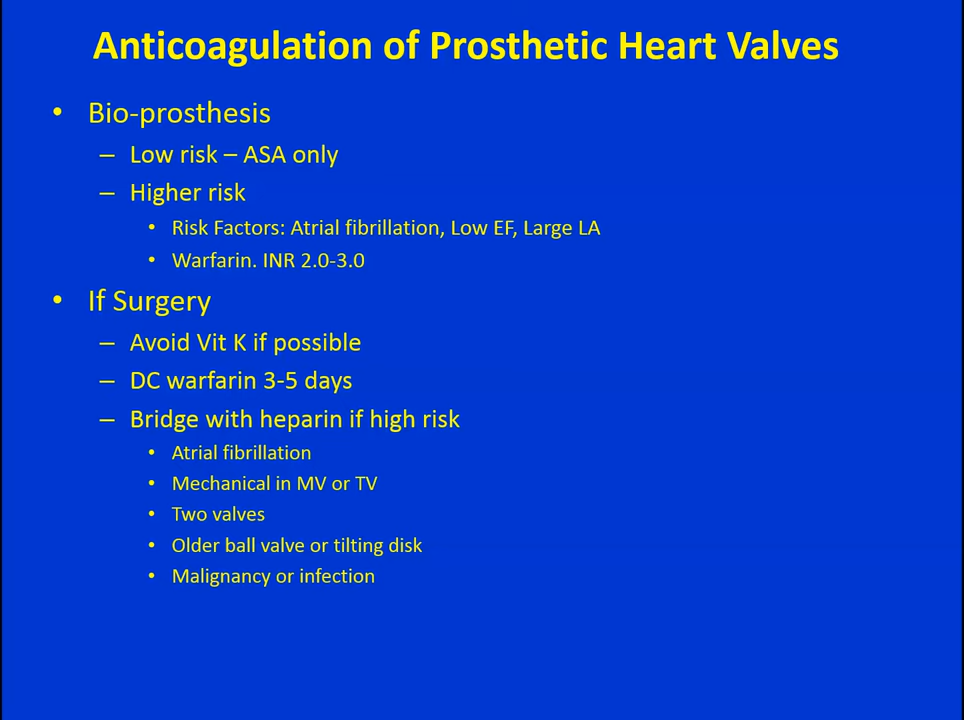 Anticoagulation of Prosthetic Heart Valves
• Bio-prosthesis
– Low risk – ASA only
– Higher risk
• Risk Factors: Atrial fibrillation, Low EF, Large LA
• Warfarin. INR 2.0-3.0
• If Surgery
– Avoid Vit K if possible
– DC warfarin 3-5 days
– Bridge with heparin if high risk
• Atrial fibrillation
• Mechanical in MV or TV
• Two valves
• Older ball valve or tilting disk
• Malignancy or infection